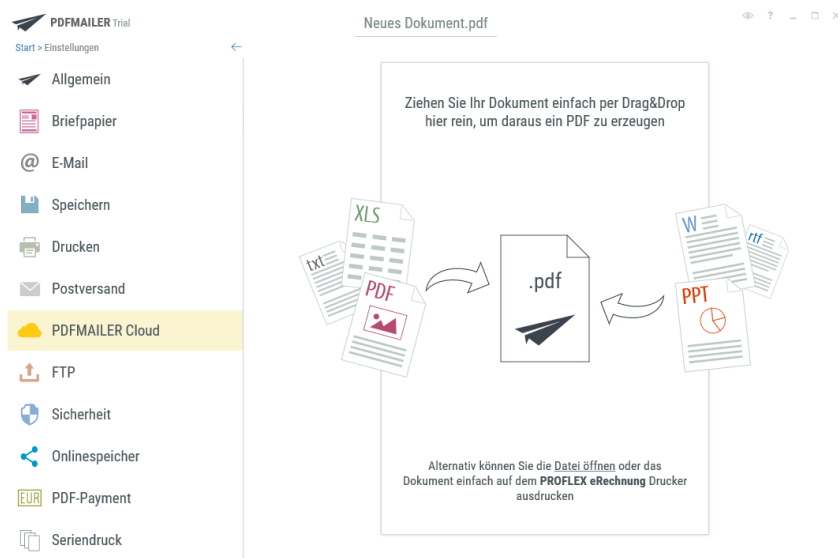 PDFMAILER Trial
Neues Dokument.pdf
?
Start > Einstellungen
Allgemein
Briefpapier
@ E-Mail
Speichern
Drucken
Postversand
PDFMAILER Cloud
FTP
Sicherheit
Onlinespeicher
EUR PDF-Payment
Seriendruck
Ziehen Sie Ihr Dokument einfach per Drag&Drop
hier rein, um daraus ein PDF zu erzeugen
XLS
txt
PDF
.pdf
W
rtf
PPT
Alternativ können Sie die Datei öffnen oder das
Dokument einfach auf dem PROFLEX eRechnung Drucker
ausdrucken